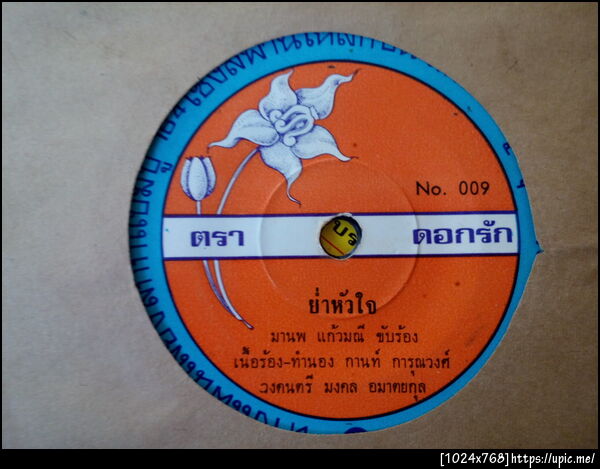 No. 009
ตรา ดอกรัก
บร
ย่ำหัวใจ
มานพ แก้วมณี ขับร้อง
เนื้อร้อง-ทำนอง กานท์ การุณวงศ์
วงดนตรี มงคล อมาตยกุล
[1024x768]https://upic.me/